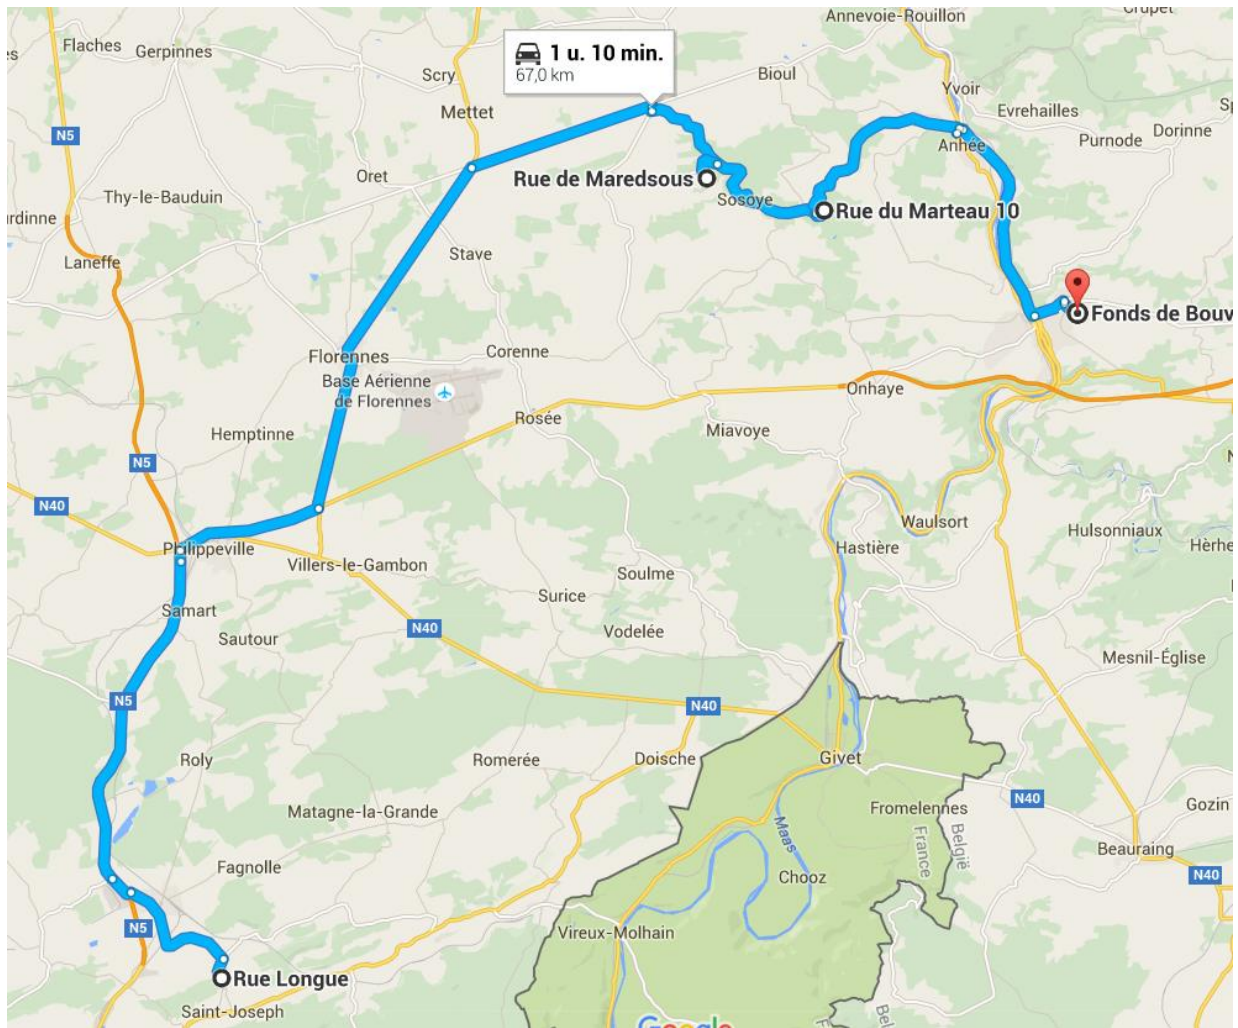 Annevoie-Rouillon
Crupet
Flaches
Gerpinnes
1 u. 10 min.
67,0 km
Scry
Bioul
Mettet
Yvoir
Evrehailles
N5
Dorinne
Anhée
Purnode
Oret
Rue de Maredsous
Thy-le-Bauduin
Sosoye
Rue du Marteau 10
Laneffe
Stave
Fonds de Bouv
Florennes
Corenne
Base Aérienne
de Florennes
Onhaye
Rosée
Miavoye
Hemptinne
N5
N40
Waulsort
Hulsonniaux
Philippeville
Hastière
Villers-le-Gambon
Soulme
Surice
Samart
Sautour
N40
Vodelée
Mesnil-Église
N5
N40
Roly
Romerée
Doische
Givet
N40
Gozin
Matagne-la-Grande
Fromelennes
Maas
France
België
Beauraing
Fagnolle
Chooz
N40
N5
Vireux-Molhain
Rue Longue
Saint-Joseph
Google